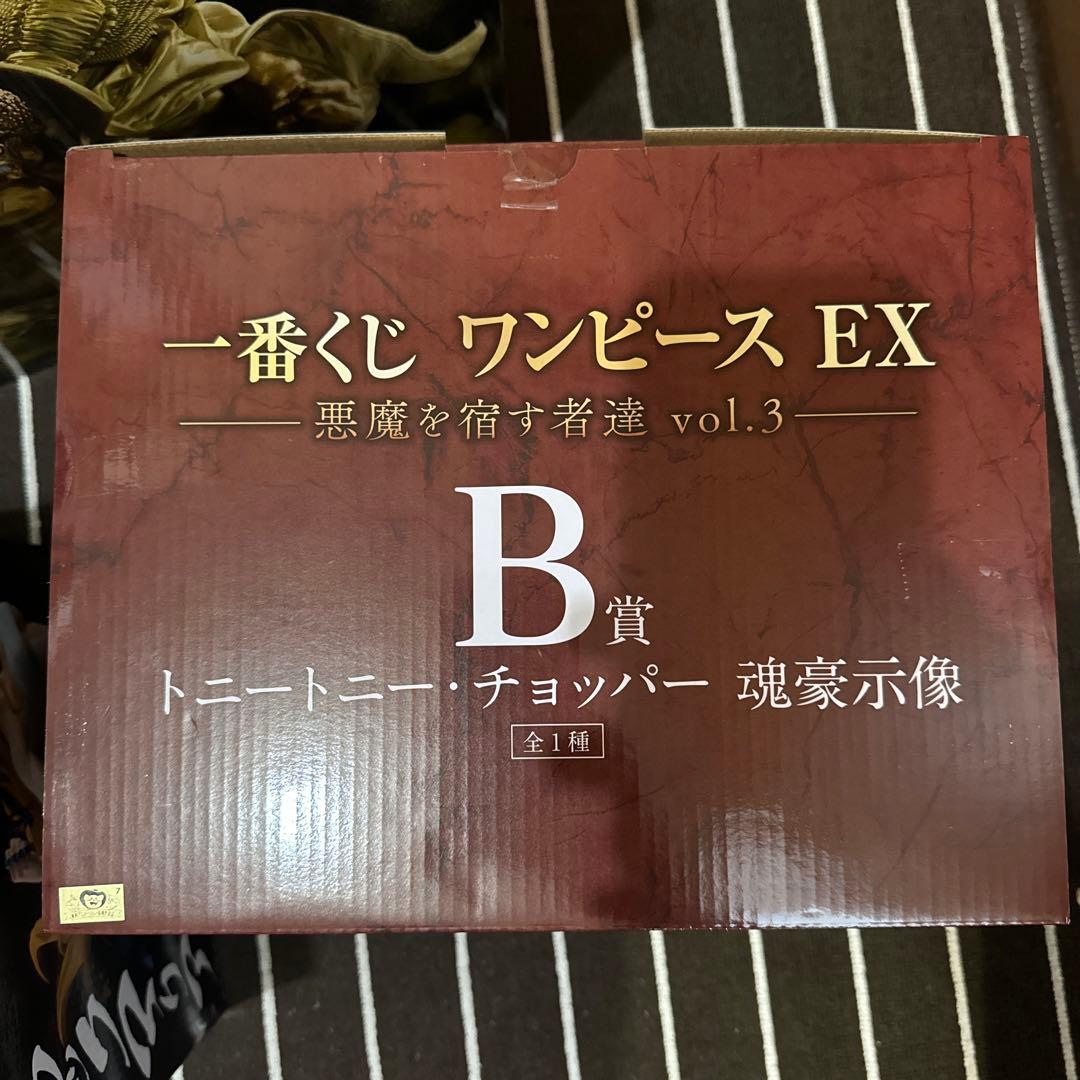 一番くじ ワンピース EX
悪魔を宿す者達 vol.3
B賞
トニートニー・チョッパー 魂豪示像
全1種
7